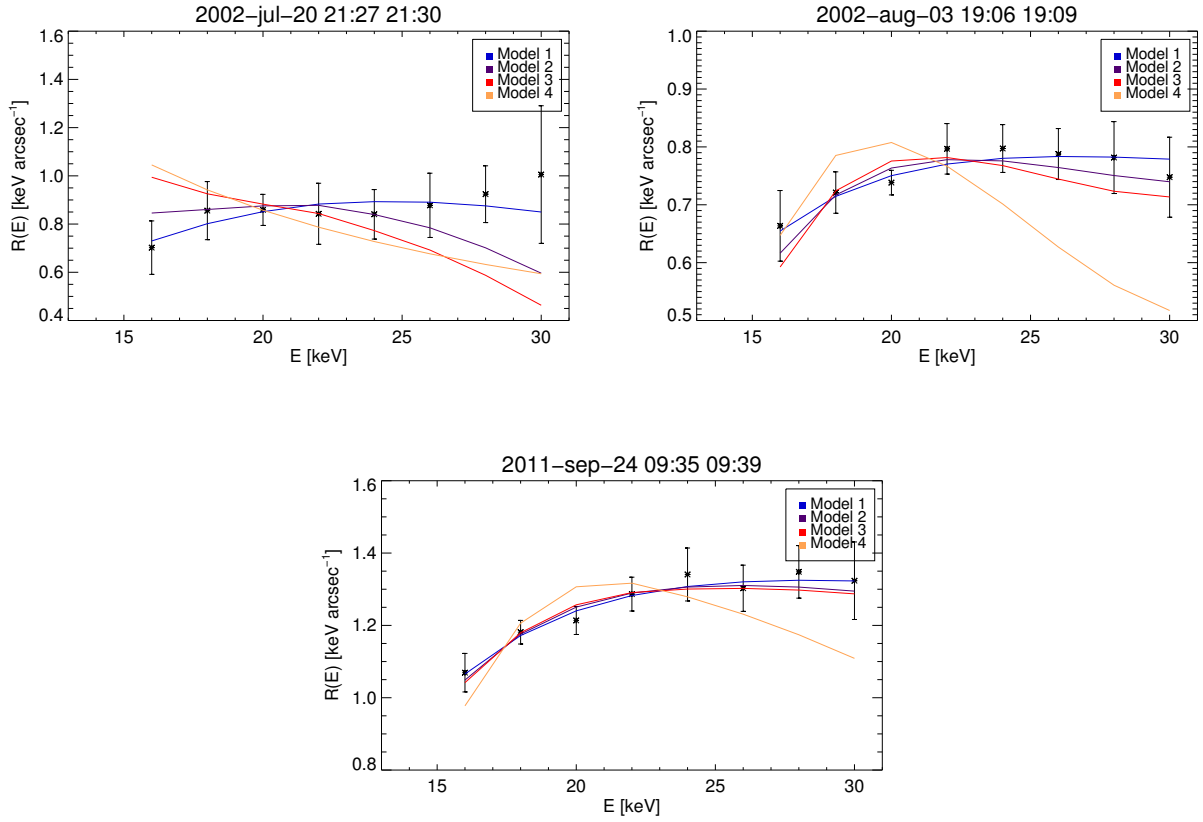 2002-jul-20 21:27 21:30
R(E) [keV arcsec⁻¹]
1.6
1.4
1.2
1.0
0.8
0.6
0.4
Model 1
Model 2
Model 3
Model 4
15 20 25 30
E [keV]
2002-aug-03 19:06 19:09
R(E) [keV arcsec⁻¹]
1.0
0.9
0.8
0.7
0.6
0.5
Model 1
Model 2
Model 3
Model 4
15 20 25 30
E [keV]
2011-sep-24 09:35 09:39
R(E) [keV arcsec⁻¹]
1.6
1.4
1.2
1.0
0.8
Model 1
Model 2
Model 3
Model 4
15 20 25 30
E [keV]